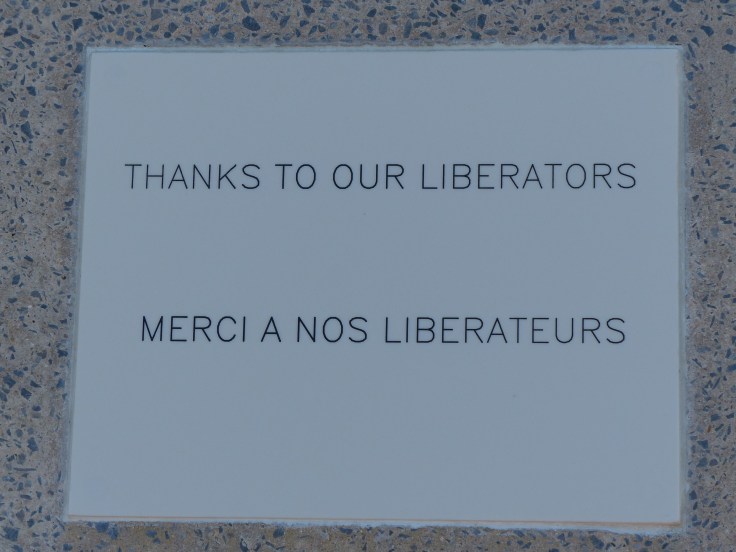 THANKS TO OUR LIBERATORS
MERCI A NOS LIBERATEURS